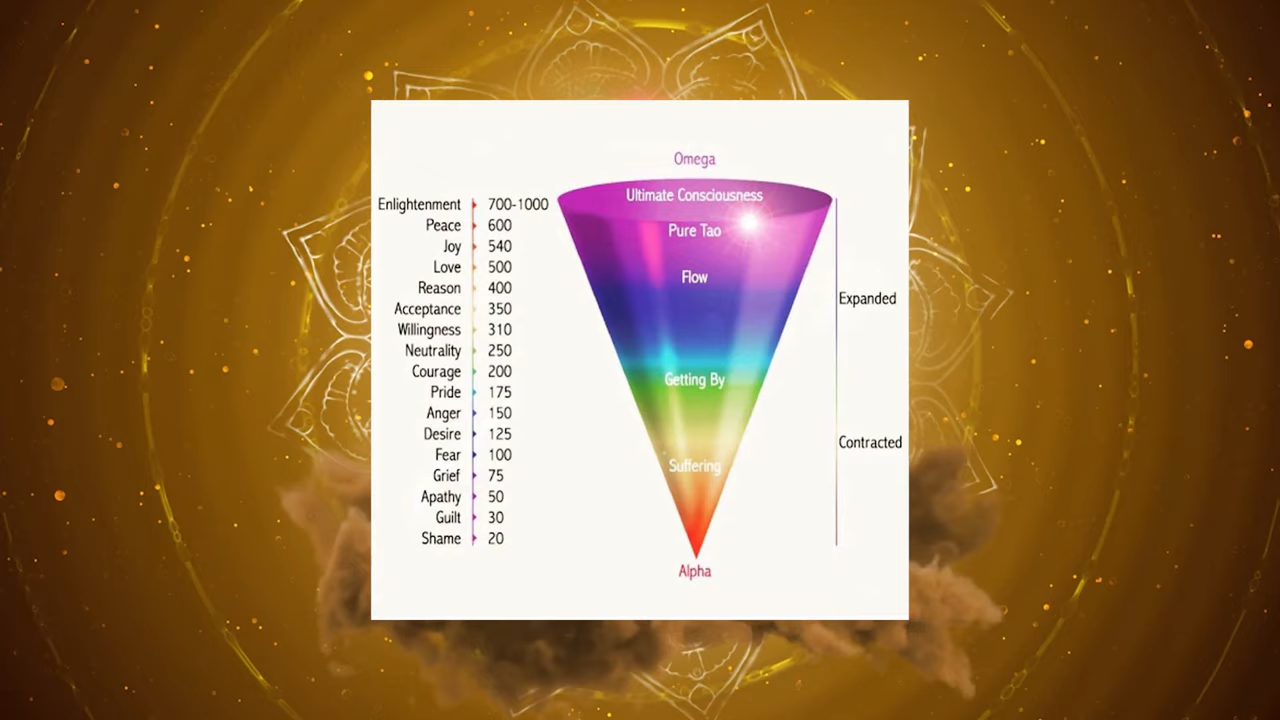 Omega
Enlightenment 700-1000
Peace 600
Joy 540
Love 500
Reason 400
Acceptance 350
Willingness 310
Neutrality 250
Courage 200
Pride 175
Anger 150
Desire 125
Fear 100
Grief 75
Apathy 50
Guilt 30
Shame 20
Ultimate Consciousness
Pure Tao
Flow
Getting By
Suffering
Alpha
Expanded
Contracted